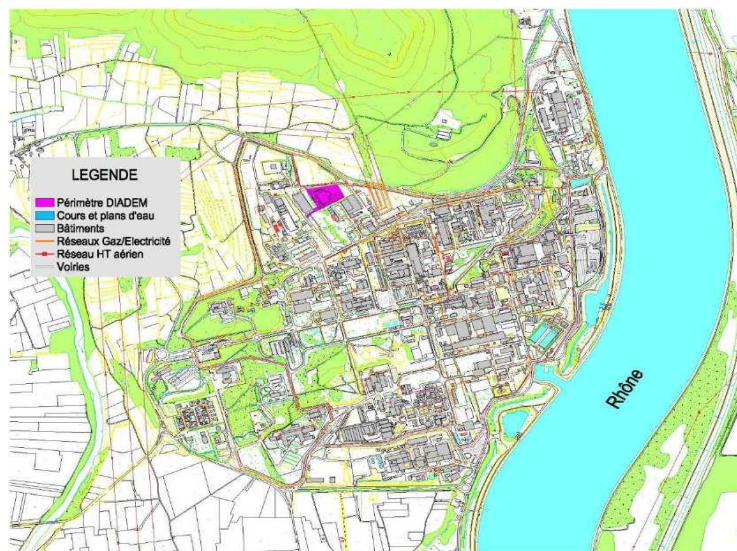 LEGENDE
Périmètre DIADEM
Cours et plans d'eau
Bâtiments
Réseaux Gaz/Electricité
Réseau HT aérien
Voiries
Rhône